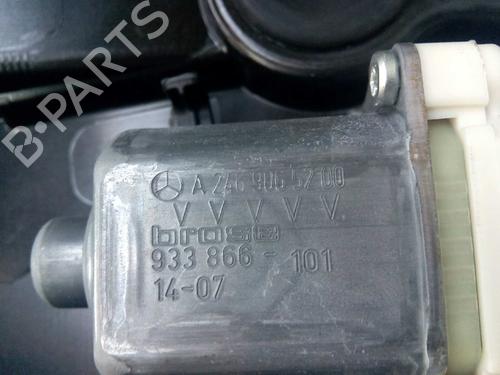 B-PARTS
A 246 906 52 00
V V V V V
brose
933 866-101
14-07